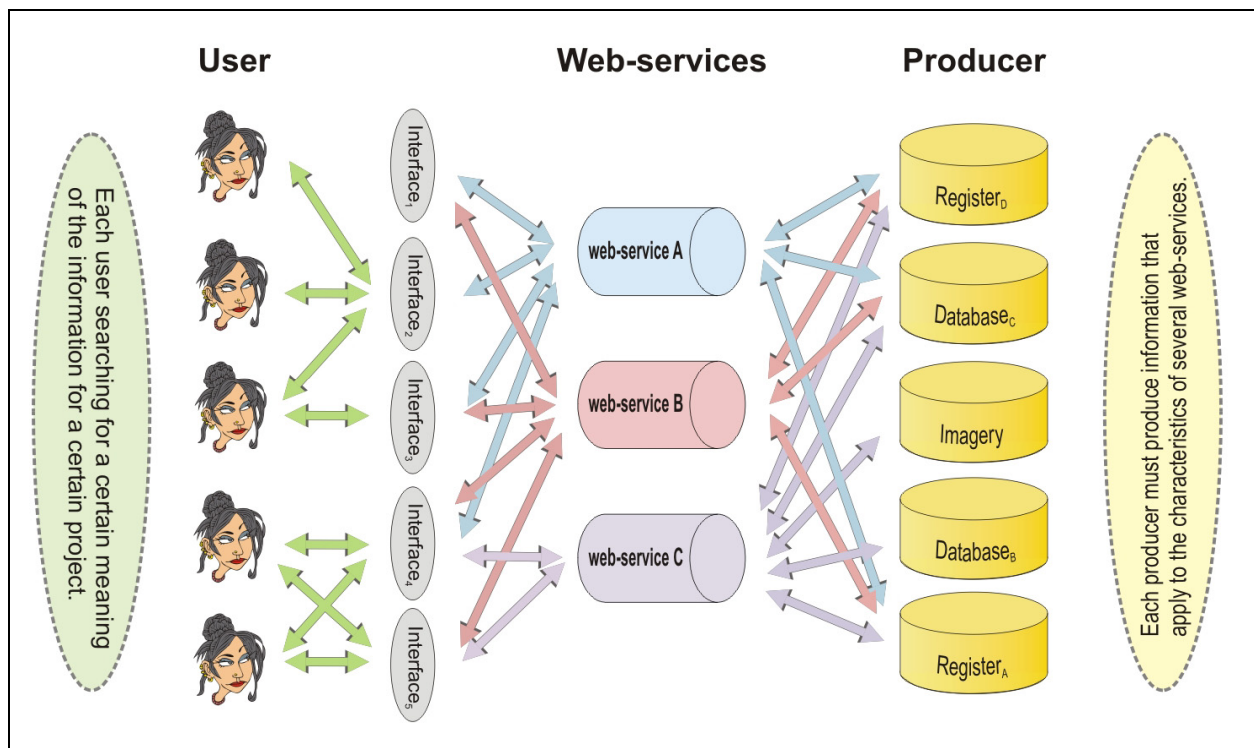 User
Web-services
Producer
Each user searching for a certain meaning
of the information for a certain project.
Interface1
Interface2
Interface3
Interface4
Interface5
web-service A
web-service B
web-service C
RegisterD
DatabaseC
Imagery
DatabaseB
RegisterA
Each producer must produce information that
apply to the characteristics of several web-services.